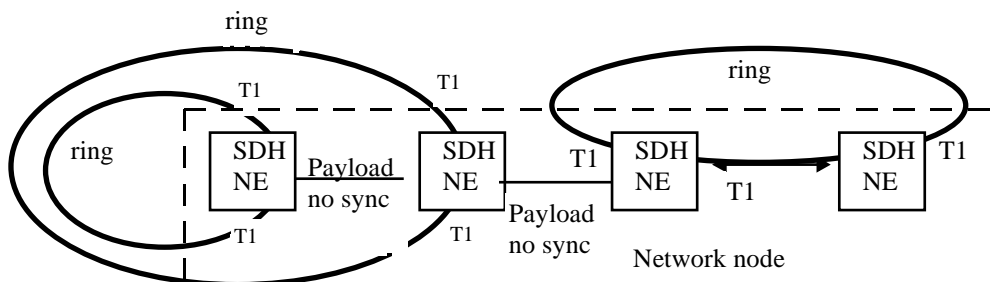 ring
T1
T1
ring
ring
SDH
NE
Payload
no sync
SDH
NE
T1
SDH
NE
T1
SDH
NE
T1
T1
T1
Payload
no sync
Network node